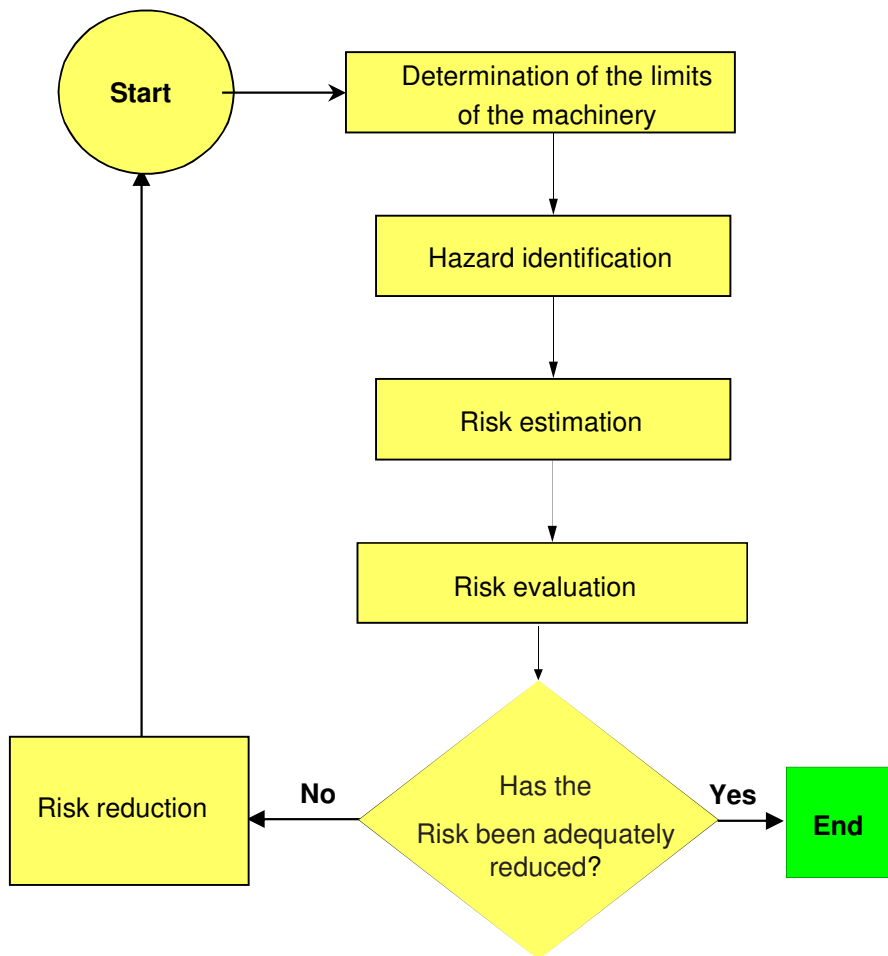 Start
Determination of the limits
of the machinery
Hazard identification
Risk estimation
Risk evaluation
Has the
Risk been adequately
reduced?
No
Yes
Risk reduction
End